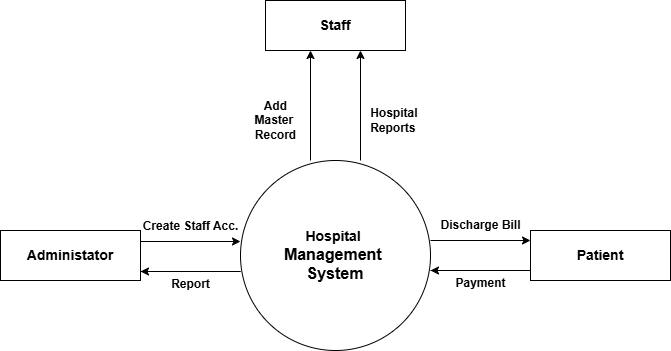 Staff
Add
Master
Record
Hospital
Reports
Create Staff Acc.
Discharge Bill
Hospital
Management
System
Administator
Patient
Report
Payment